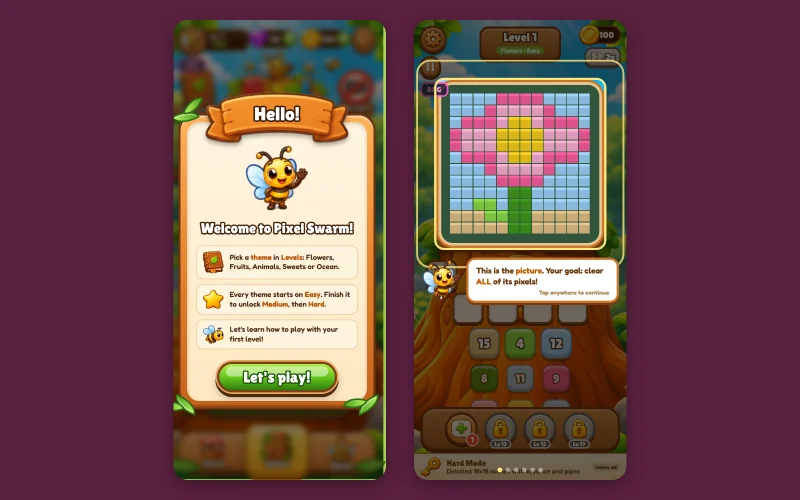 Hello!
Welcome to Pixel Swarm!
Pick a theme in Levels: Flowers,
Fruits, Animals, Sweets or Ocean.
Every theme starts on Easy. Finish it
to unlock Medium, then Hard.
Let's learn how to play with your
first level!
Let's play!
Level 1
Flowers • Easy
100
This is the picture. Your goal: clear
ALL of its pixels!
Tap anywhere to continue
15
4
12
8
11
9
1
Hard Mode